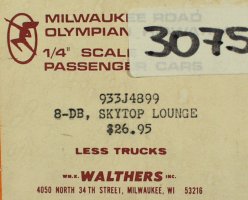 MILWAUKEE ROAD
OLYMPIAN
1/4" SCALE
PASSENGER CARS
3075
933J4899
8-DB, SKYTOP LOUNGE
$26.95
LESS TRUCKS
WM. K. WALTHERS INC.
4050 NORTH 34TH STREET, MILWAUKEE, WI 53216